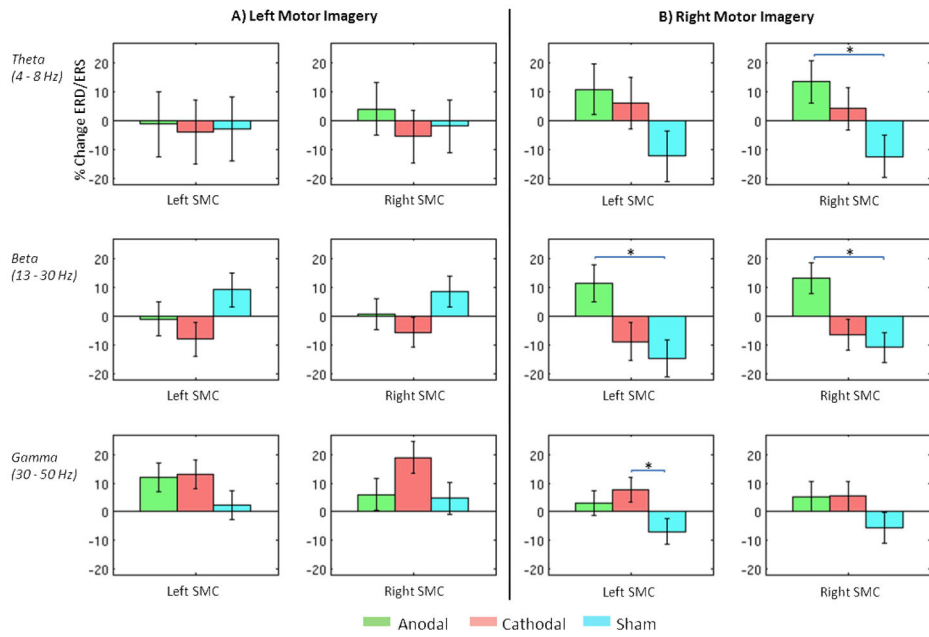 A) Left Motor Imagery
B) Right Motor Imagery
Theta
(4 - 8 Hz)
% Change ERD/ERS
20
10
0
-10
-20
Left SMC
20
10
0
-10
-20
Right SMC
20
10
0
-10
-20
Left SMC
*
20
10
0
-10
-20
Right SMC
Beta
(13 - 30 Hz)
20
10
0
-10
-20
Left SMC
20
10
0
-10
-20
Right SMC
*
20
10
0
-10
-20
Left SMC
*
20
10
0
-10
-20
Right SMC
Gamma
(30 - 50 Hz)
20
10
0
-10
-20
Left SMC
20
10
0
-10
-20
Right SMC
*
20
10
0
-10
-20
Left SMC
20
10
0
-10
-20
Right SMC
Anodal Cathodal Sham